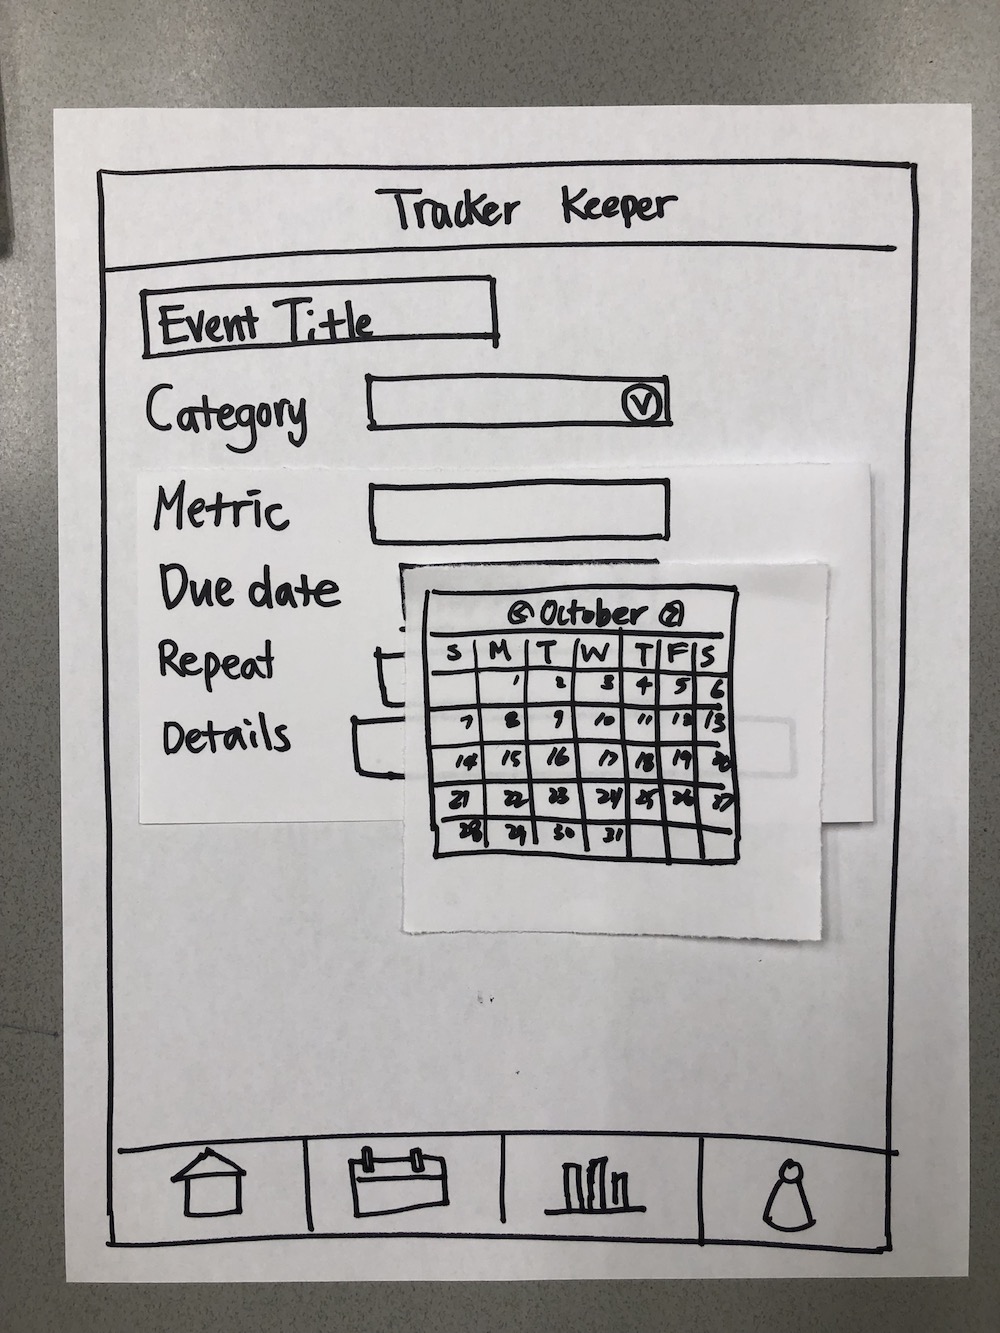 Tracker Keeper
Event Title
Category
Metric
Due date
Repeat
Details
October
S M T W T F S
1 2 3 4 5 6
7 8 9 10 11 12 13
14 15 16 17 18 19 20
21 22 23 24 25 26 27
28 29 30 31